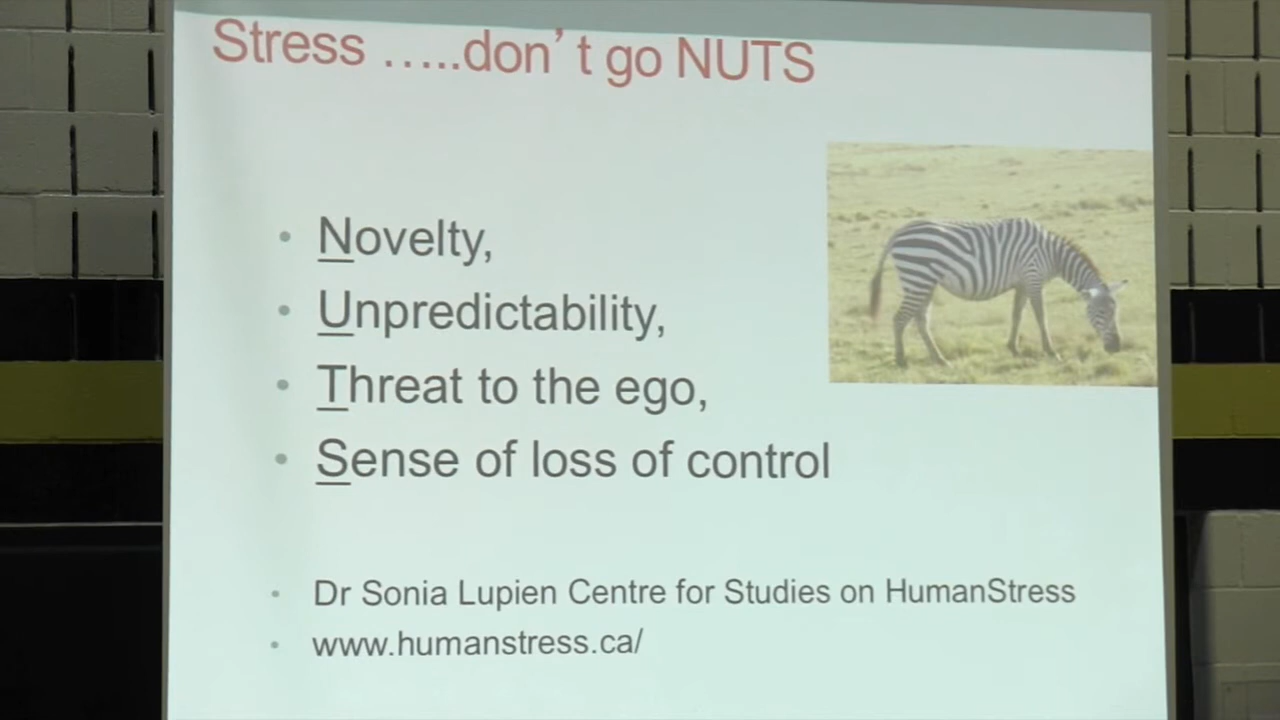 Stress …..don’t go NUTS
• Novelty,
• Unpredictability,
• Threat to the ego,
• Sense of loss of control
• Dr Sonia Lupien Centre for Studies on HumanStress
• www.humanstress.ca/